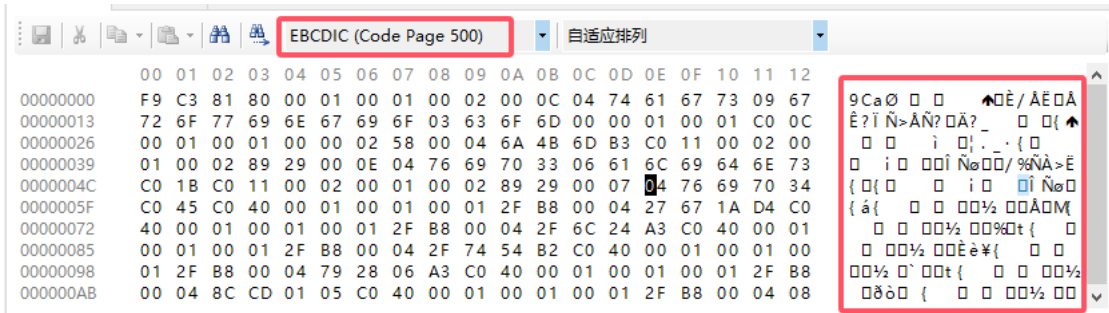 EBCDIC (Code Page 500) 自适应排列
00 01 02 03 04 05 06 07 08 09 0A 0B 0C 0D 0E 0F 10 11 12
00000000 F9 C3 81 80 00 01 00 01 00 02 00 0C 04 74 61 67 73 09 67 9CaØ□ □ ♠□È/ÅË□Å
00000013 72 6F 77 69 6E 67 69 6F 03 63 6F 6D 00 00 01 00 01 C0 0C Ê?ÏÑ>ÅÑ?□Ä?_ □ □{♠
00000026 00 01 00 01 00 00 02 58 00 04 6A 4B 6D B3 C0 11 00 02 00
00000039 01 00 02 89 29 00 0E 04 76 69 70 33 06 61 6C 69 64 6E 73
0000004C C0 1B C0 11 00 02 00 01 00 02 89 29 00 07 04 76 69 70 34
0000005F C0 45 C0 40 00 01 00 01 00 01 2F B8 00 04 27 67 1A D4 C0
00000072 40 00 01 00 01 00 01 2F B8 00 04 2F 6C 24 A3 C0 40 00 01
00000085 00 01 00 01 2F B8 00 04 2F 74 54 B2 C0 40 00 01 00 01 00
00000098 01 2F B8 00 04 79 28 06 A3 C0 40 00 01 00 01 00 01 2F B8
000000AB 00 04 8C CD 01 05 C0 40 00 01 00 01 00 01 2F B8 00 04 08